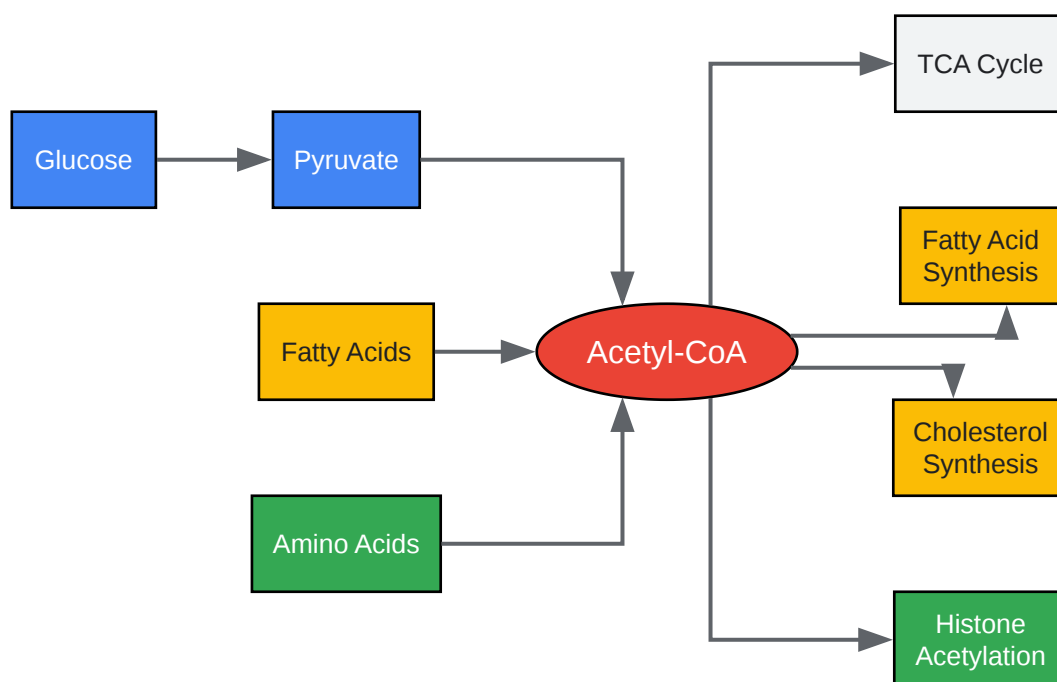 TCA Cycle
Glucose
Pyruvate
Fatty Acid
Synthesis
Fatty Acids
Acetyl-CoA
Cholesterol
Synthesis
Amino Acids
Histone
Acetylation